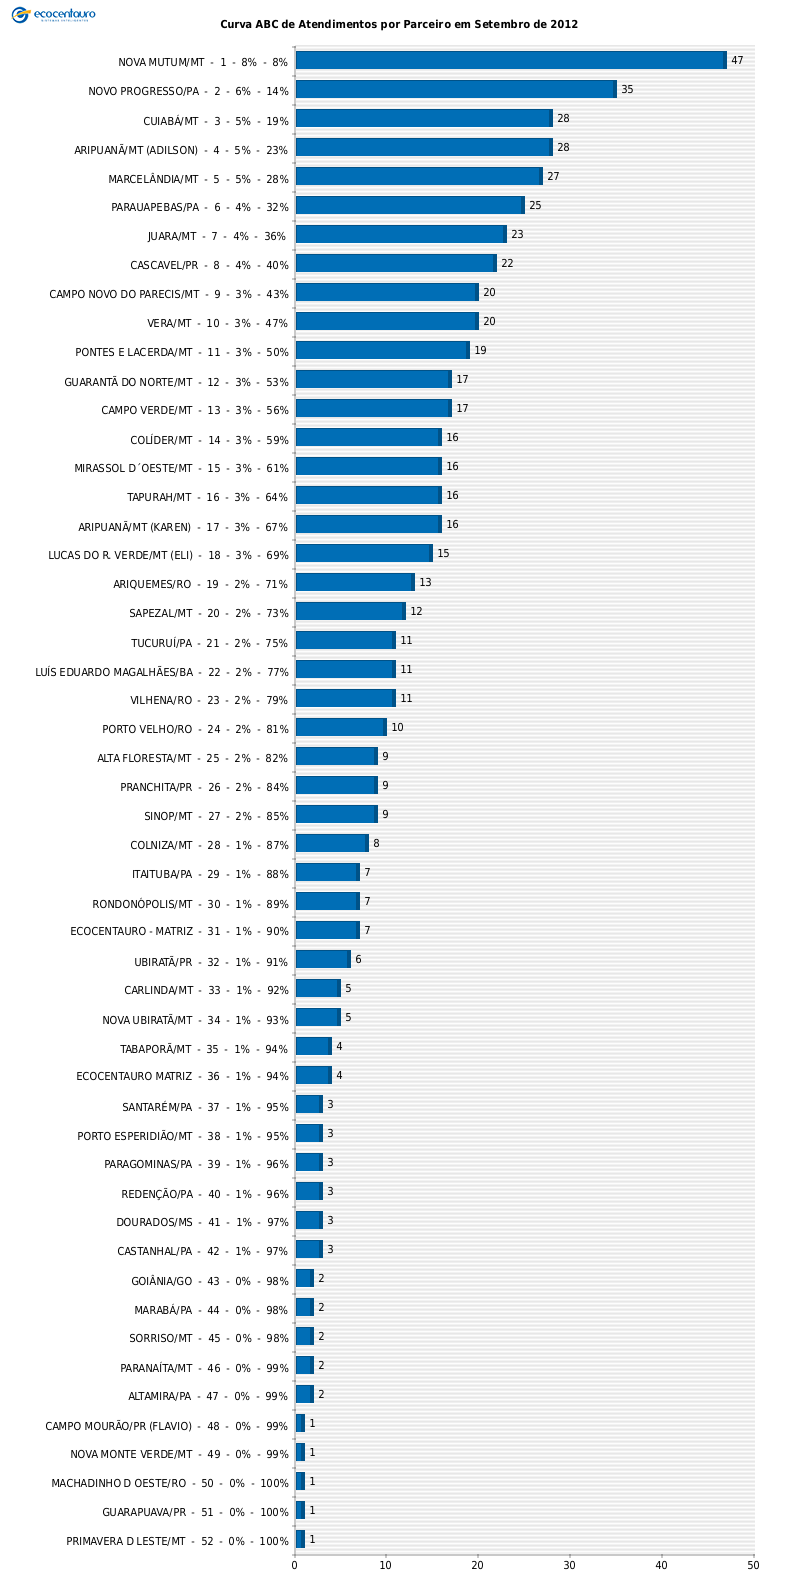 ecocentauro
Curva ABC de Atendimentos por Parceiro em Setembro de 2012
NOVA MUTUM/MT - 1 - 8% - 8% 47
NOVO PROGRESSO/PA - 2 - 6% - 14% 35
CUIABÁ/MT - 3 - 5% - 19% 28
ARIPUANÃ/MT (ADILSON) - 4 - 5% - 23% 28
MARCELÂNDIA/MT - 5 - 5% - 28% 27
PARAUAPEBAS/PA - 6 - 4% - 32% 25
JUARA/MT - 7 - 4% - 36% 23
CASCAVEL/PR - 8 - 4% - 40% 22
CAMPO NOVO DO PARECIS/MT - 9 - 3% - 43% 20
VERA/MT - 10 - 3% - 47% 20
PONTES E LACERDA/MT - 11 - 3% - 50% 19
GUARANTÃ DO NORTE/MT - 12 - 3% - 53% 17
CAMPO VERDE/MT - 13 - 3% - 56% 17
COLÍDER/MT - 14 - 3% - 59% 16
MIRASSOL D´OESTE/MT - 15 - 3% - 61% 16
TAPURAH/MT - 16 - 3% - 64% 16
ARIPUANÃ/MT (KAREN) - 17 - 3% - 67% 16
LUCAS DO R. VERDE/MT (ELI) - 18 - 3% - 69% 15
ARIQUEMES/RO - 19 - 2% - 71% 13
SAPEZAL/MT - 20 - 2% - 73% 12
TUCURUÍ/PA - 21 - 2% - 75% 11
LUÍS EDUARDO MAGALHÃES/BA - 22 - 2% - 77% 11
VILHENA/RO - 23 - 2% - 79% 11
PORTO VELHO/RO - 24 - 2% - 81% 10
ALTA FLORESTA/MT - 25 - 2% - 82% 9
PRANCHITA/PR - 26 - 2% - 84% 9
SINOP/MT - 27 - 2% - 85% 9
COLNIZA/MT - 28 - 1% - 87% 8
ITAITUBA/PA - 29 - 1% - 88% 7
RONDONÓPOLIS/MT - 30 - 1% - 89% 7
ECOCENTAURO - MATRIZ - 31 - 1% - 90% 7
UBIRATÃ/PR - 32 - 1% - 91% 6
CARLINDA/MT - 33 - 1% - 92% 5
NOVA UBIRATÃ/MT - 34 - 1% - 93% 5
TABAPORÃ/MT - 35 - 1% - 94% 4
ECOCENTAURO MATRIZ - 36 - 1% - 94% 4
SANTARÉM/PA - 37 - 1% - 95% 3
PORTO ESPERIDIÃO/MT - 38 - 1% - 95% 3
PARAGOMINAS/PA - 39 - 1% - 96% 3
REDENÇÃO/PA - 40 - 1% - 96% 3
DOURADOS/MS - 41 - 1% - 97% 3
CASTANHAL/PA - 42 - 1% - 97% 3
GOIÂNIA/GO - 43 - 0% - 98% 2
MARABÁ/PA - 44 - 0% - 98% 2
SORRISO/MT - 45 - 0% - 98% 2
PARANAÍTA/MT - 46 - 0% - 99% 2
ALTAMIRA/PA - 47 - 0% - 99% 2
CAMPO MOURÃO/PR (FLAVIO) - 48 - 0% - 99% 1
NOVA MONTE VERDE/MT - 49 - 0% - 99% 1
MACHADINHO D OESTE/RO - 50 - 0% - 100% 1
GUARAPUAVA/PR - 51 - 0% - 100% 1
PRIMAVERA D LESTE/MT - 52 - 0% - 100% 1
0 10 20 30 40 50